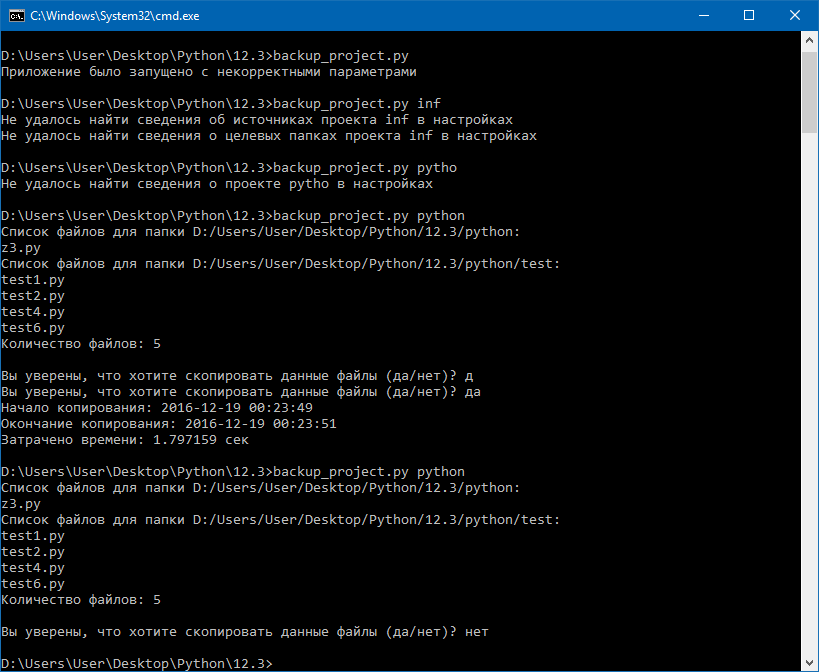 C:\Windows\System32\cmd.exe
D:\Users\User\Desktop\Python\12.3>backup_project.py
Приложение было запущено с некорректными параметрами
D:\Users\User\Desktop\Python\12.3>backup_project.py inf
Не удалось найти сведения об источниках проекта inf в настройках
Не удалось найти сведения о целевых папках проекта inf в настройках
D:\Users\User\Desktop\Python\12.3>backup_project.py pytho
Не удалось найти сведения о проекте pytho в настройках
D:\Users\User\Desktop\Python\12.3>backup_project.py python
Список файлов для папки D:/Users/User/Desktop/Python/12.3/python:
z3.py
Список файлов для папки D:/Users/User/Desktop/Python/12.3/python/test:
test1.py
test2.py
test4.py
test6.py
Количество файлов: 5
Вы уверены, что хотите скопировать данные файлы (да/нет)? д
Вы уверены, что хотите скопировать данные файлы (да/нет)? да
Начало копирования: 2016-12-19 00:23:49
Окончание копирования: 2016-12-19 00:23:51
Затрачено времени: 1.797159 сек
D:\Users\User\Desktop\Python\12.3>backup_project.py python
Список файлов для папки D:/Users/User/Desktop/Python/12.3/python:
z3.py
Список файлов для папки D:/Users/User/Desktop/Python/12.3/python/test:
test1.py
test2.py
test4.py
test6.py
Количество файлов: 5
Вы уверены, что хотите скопировать данные файлы (да/нет)? нет
D:\Users\User\Desktop\Python\12.3>